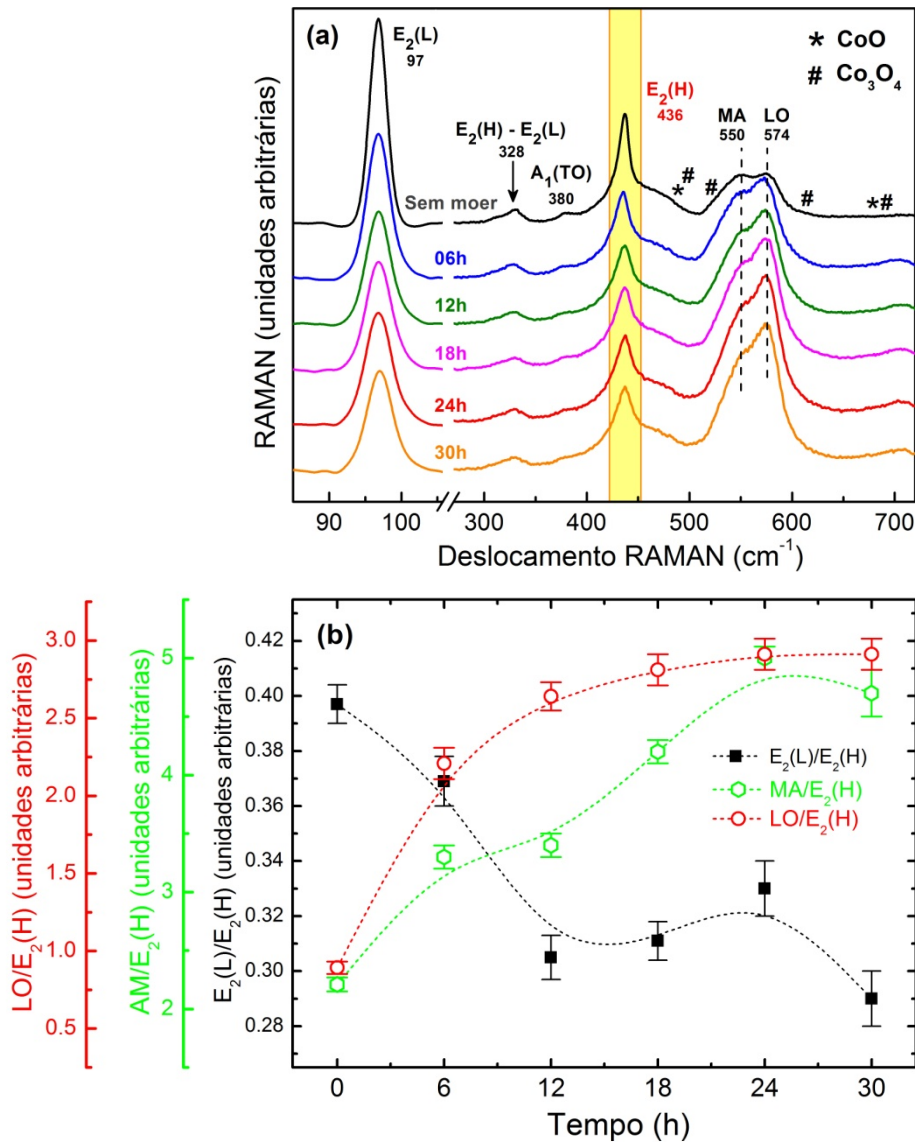 (a)
E₂(L)
97
* CoO
# Co₃O₄
E₂(H) - E₂(L)
328
A₁(TO)
380
E₂(H)
436
MA
550
LO
574
#
*
#
#
*#
Sem moer
06h
12h
18h
24h
30h
RAMAN (unidades arbitrárias)
90 100 300 400 500 600 700
Deslocamento RAMAN (cm⁻¹)
(b)
LO/E₂(H) (unidades arbitrárias)
3.0
2.5
2.0
1.5
1.0
0.5
AM/E₂(H) (unidades arbitrárias)
5
4
3
2
E₂(L)/E₂(H) (unidades arbitrárias)
0.42
0.40
0.38
0.36
0.34
0.32
0.30
0.28
E₂(L)/E₂(H)
MA/E₂(H)
LO/E₂(H)
0 6 12 18 24 30
Tempo (h)